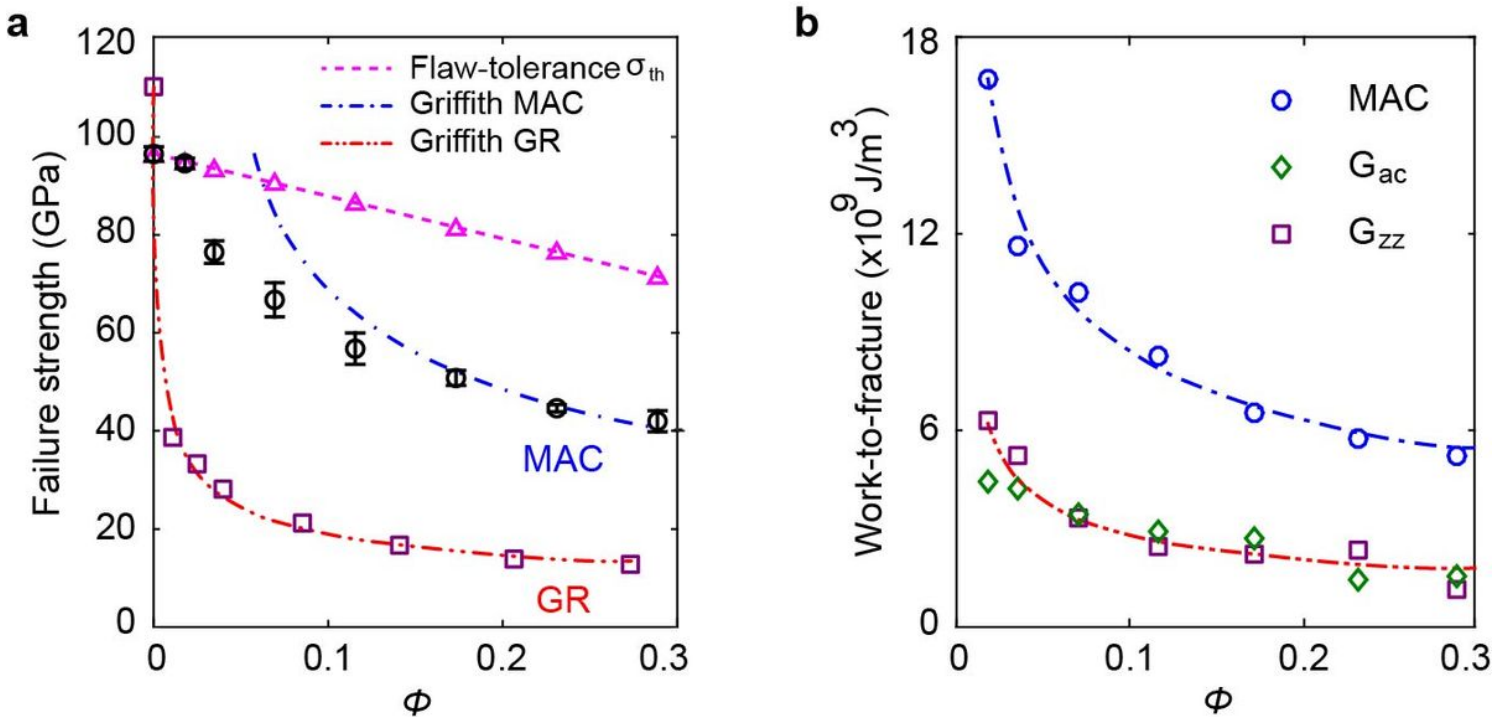 a
Failure strength (GPa)
120
100
80
60
40
20
0
0
0.1
0.2
0.3
Φ
Flaw-tolerance σth
Griffith MAC
Griffith GR
MAC
GR
b
Work-to-fracture (x10⁹ J/m³)
18
12
6
0
0
0.1
0.2
0.3
Φ
MAC
Gac
Gzz